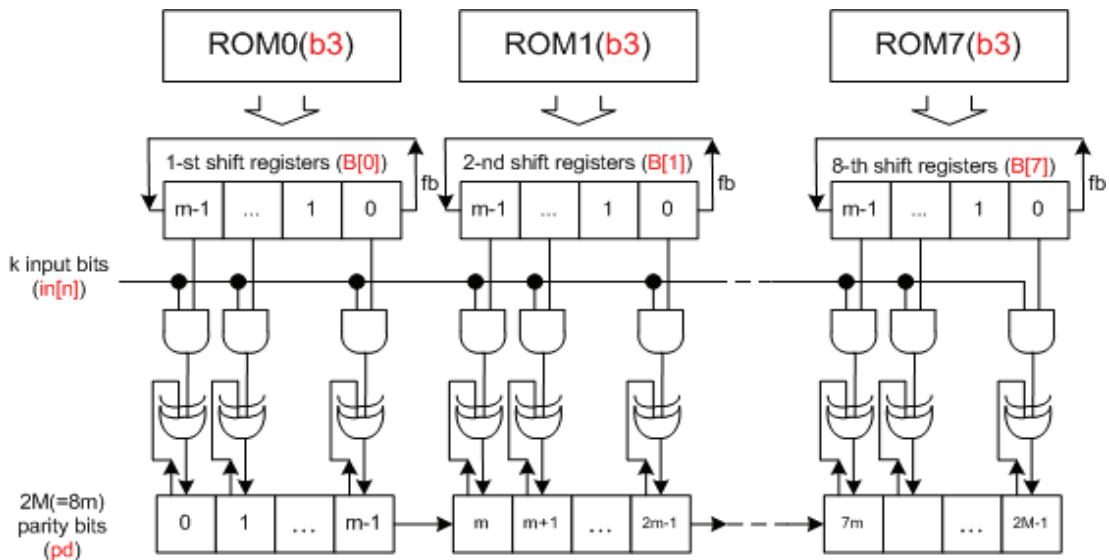 ROM0(b3)
ROM1(b3)
ROM7(b3)
1-st shift registers (B[0])
fb
m-1 ... 1 0
2-nd shift registers (B[1])
fb
m-1 ... 1 0
8-th shift registers (B[7])
fb
m-1 ... 1 0
k input bits
(in[n])
2M(=8m)
parity bits
(pd)
0 1 ... m-1
m m+1 ... 2m-1
7m ... 2M-1